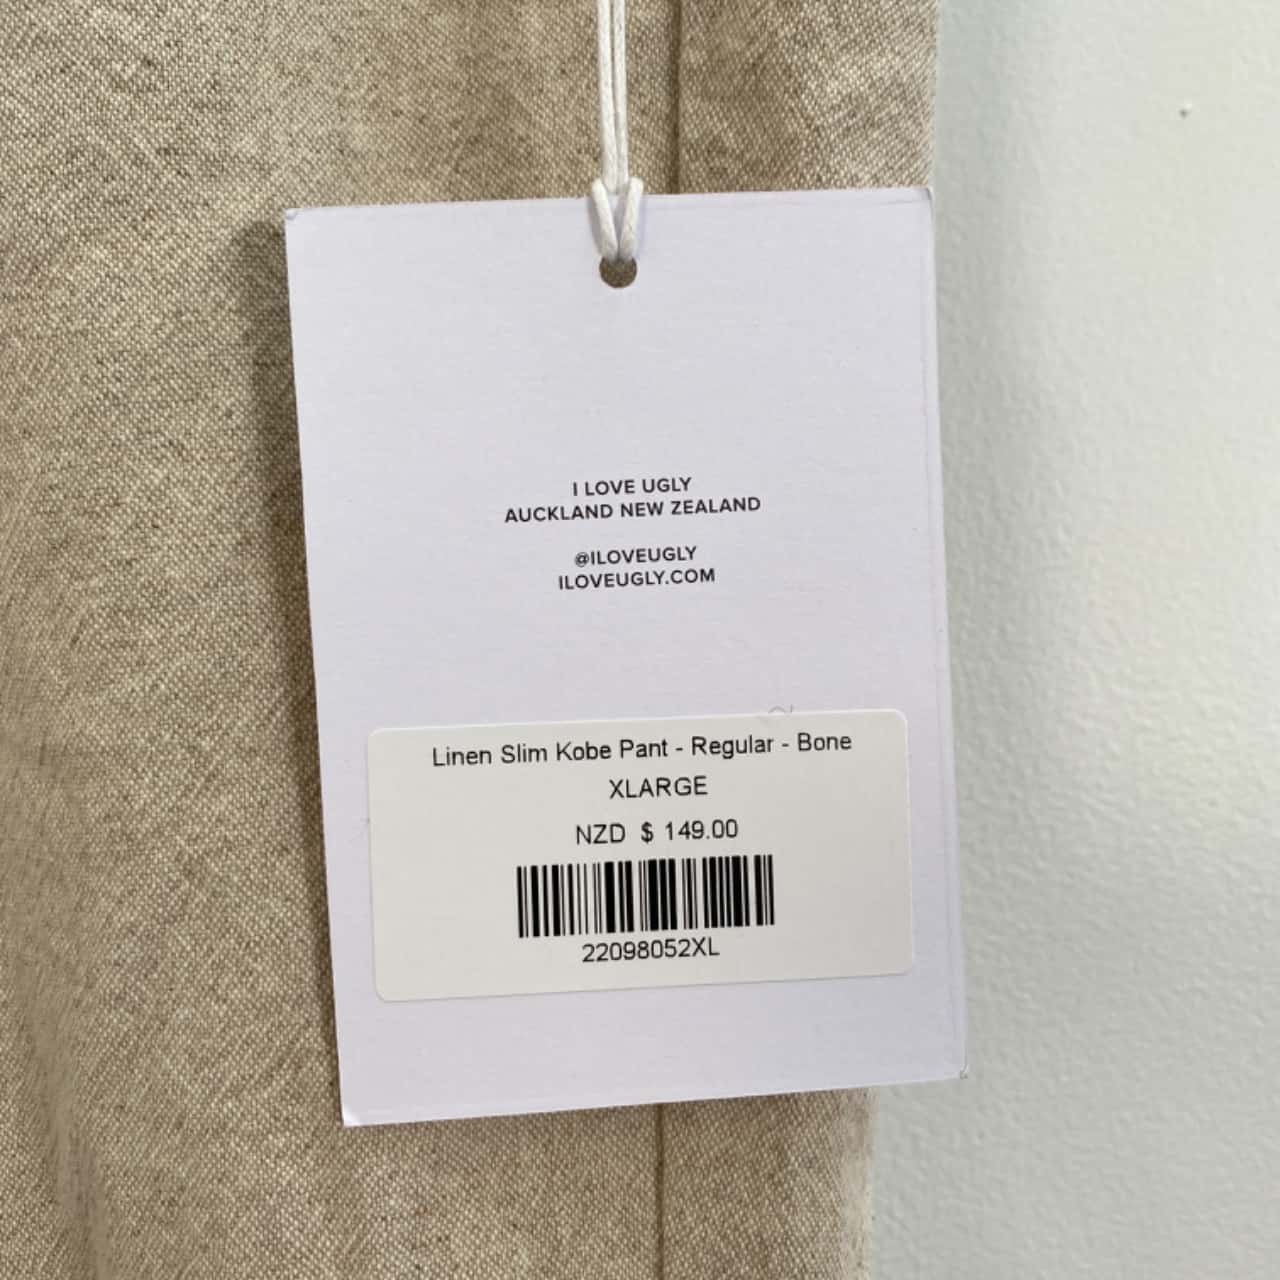 I LOVE UGLY
AUCKLAND NEW ZEALAND
@ILOVEUGLY
ILOVEUGLY.COM
Linen Slim Kobe Pant - Regular - Bone
XLARGE
NZD $ 149.00
22098052XL